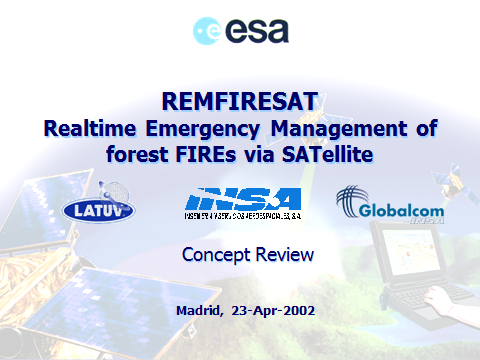 esa
REMFIRESAT
Realtime Emergency Management of
forest FIREs via SATellite
LATUV
INSA
INGENIERIA Y SERVICIOS AEROESPACIALES, S.A.
Globalcom
INSA
Concept Review
Madrid, 23-Apr-2002